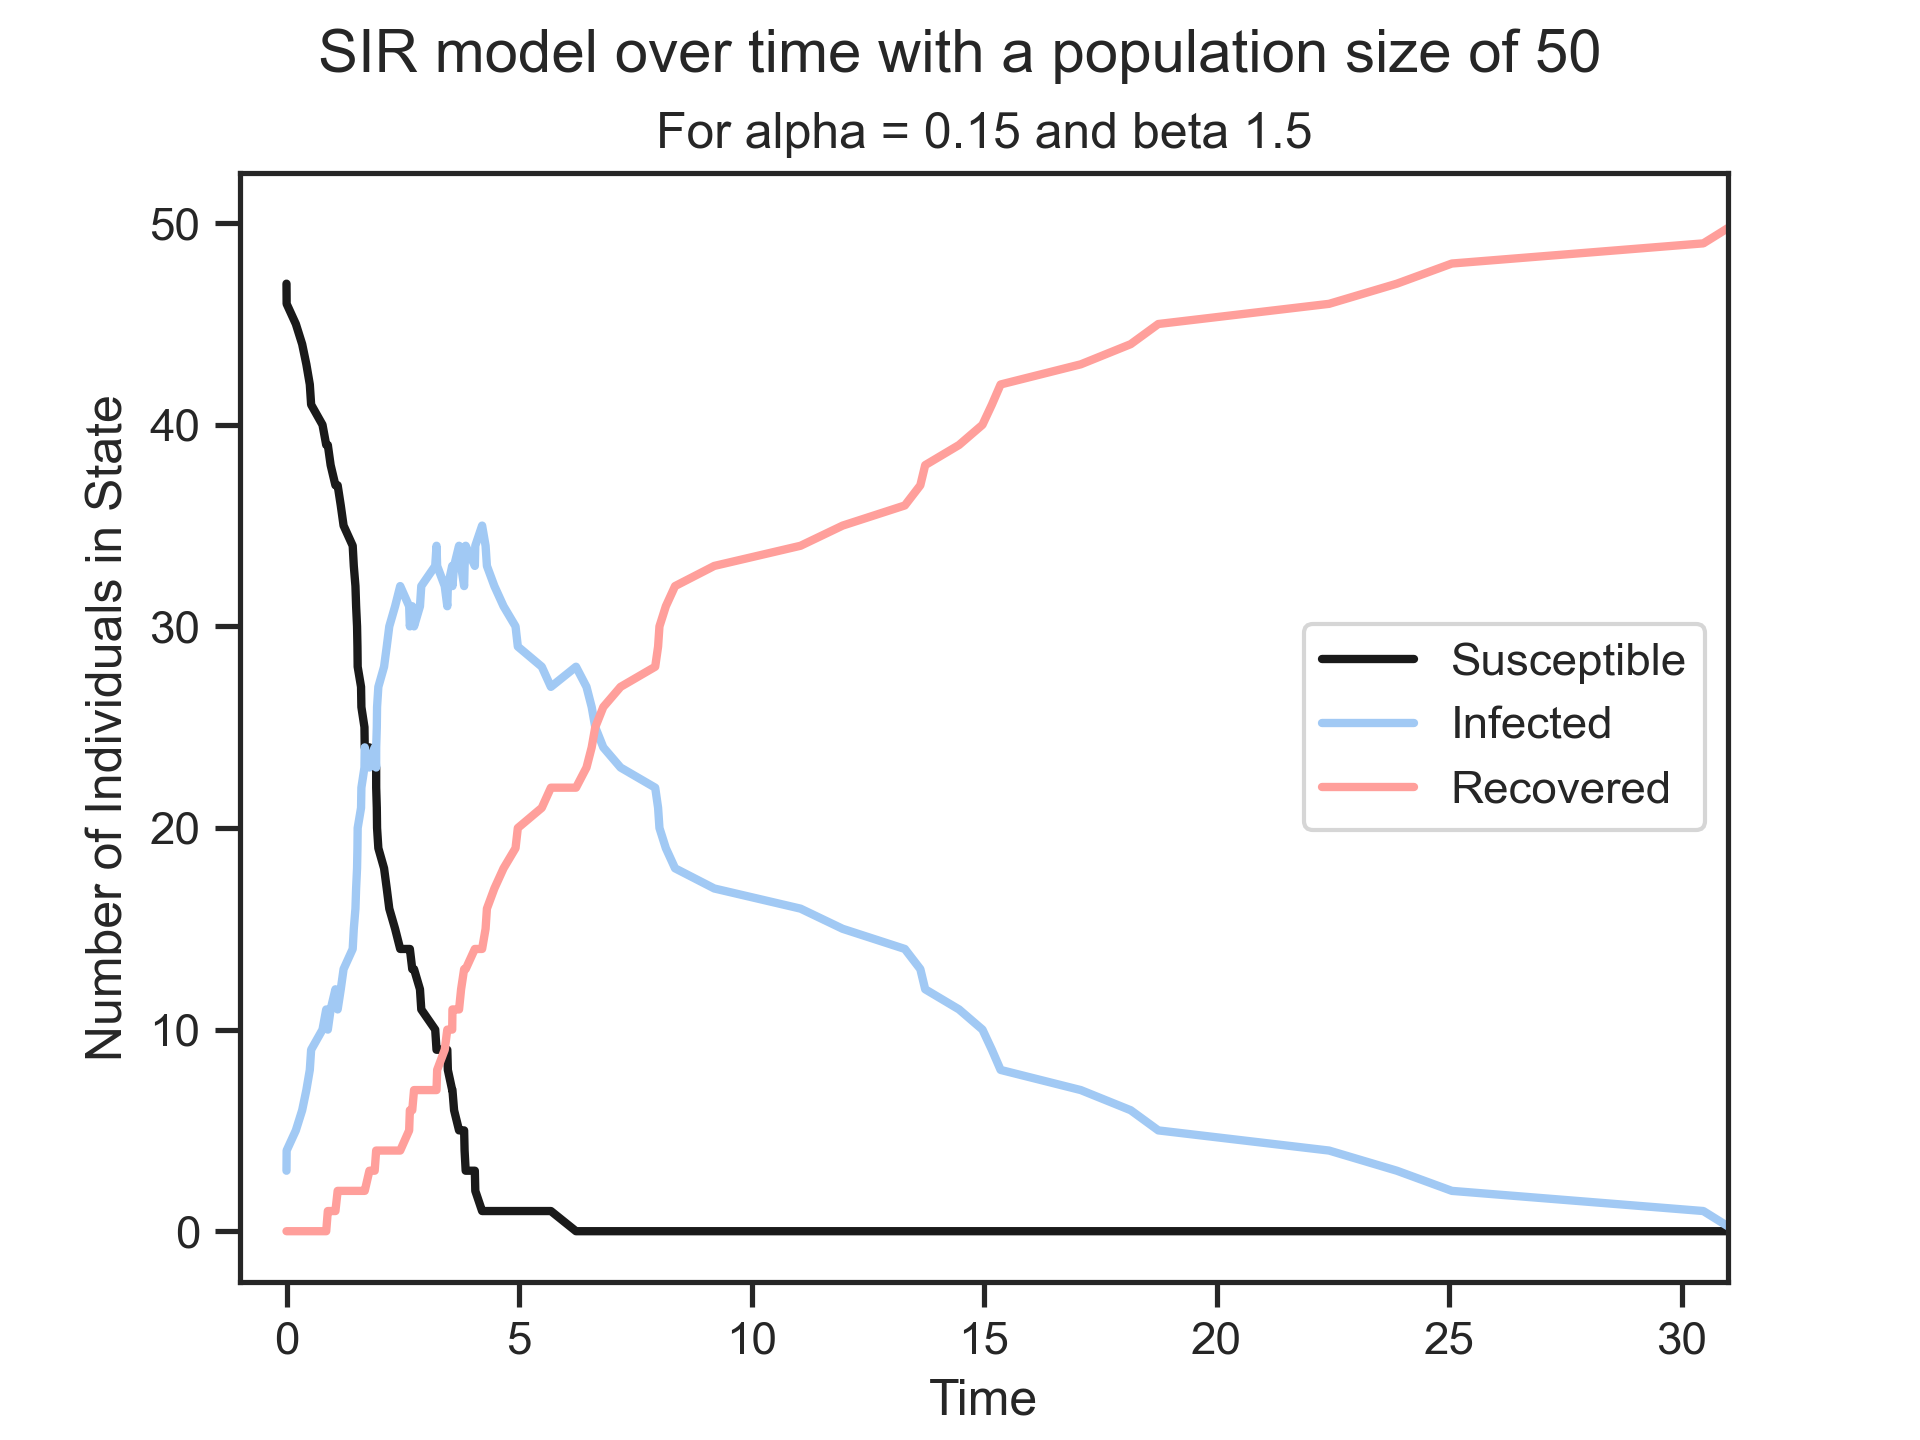 SIR model over time with a population size of 50
For alpha = 0.15 and beta 1.5
Number of Individuals in State
50
40
30
20
10
0
Susceptible
Infected
Recovered
0 5 10 15 20 25 30
Time